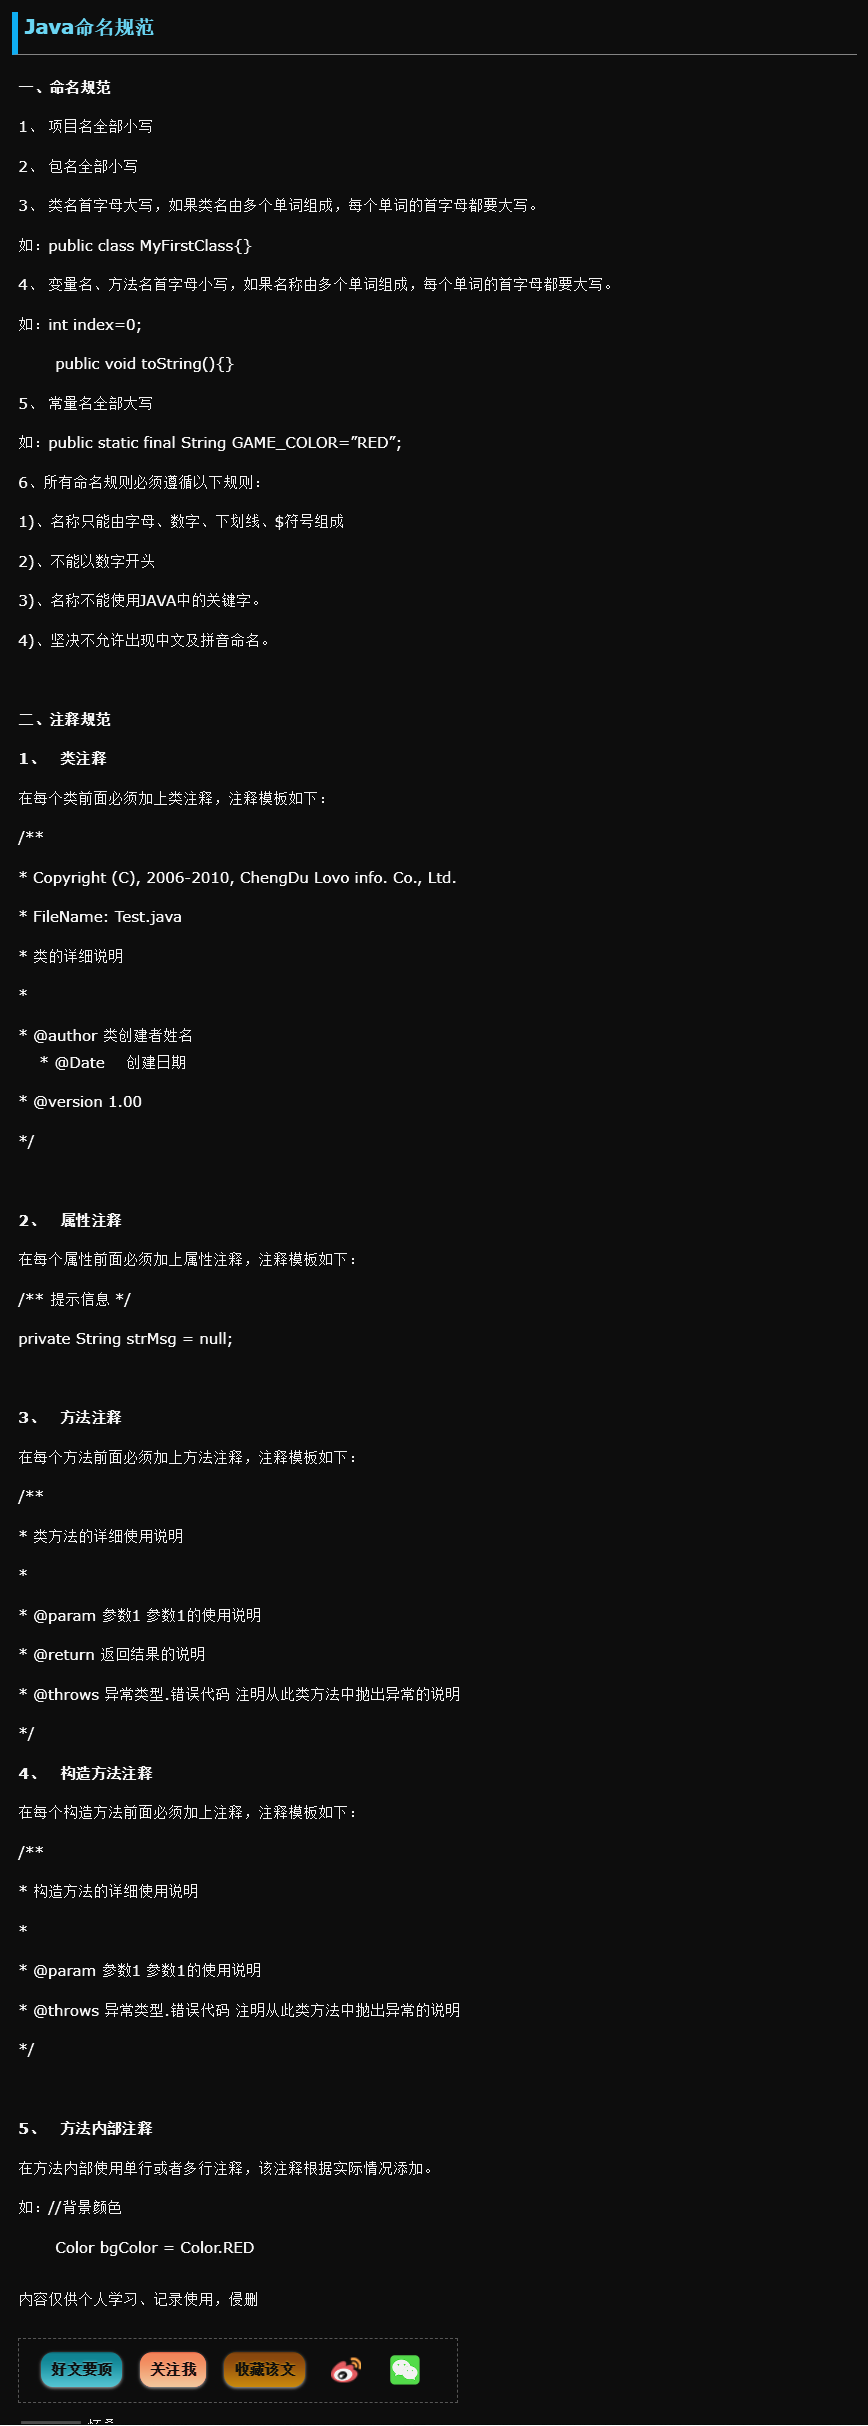 Java命名规范
一、命名规范
1、 项目名全部小写
2、 包名全部小写
3、 类名首字母大写，如果类名由多个单词组成，每个单词的首字母都要大写。
如：public class MyFirstClass{}
4、 变量名、方法名首字母小写，如果名称由多个单词组成，每个单词的首字母都要大写。
如：int index=0;
public void toString(){}
5、 常量名全部大写
如：public static final String GAME_COLOR=”RED”;
6、所有命名规则必须遵循以下规则：
1)、名称只能由字母、数字、下划线、$符号组成
2)、不能以数字开头
3)、名称不能使用JAVA中的关键字。
4)、坚决不允许出现中文及拼音命名。
二、注释规范
1、 类注释
在每个类前面必须加上类注释，注释模板如下：
/**
* Copyright (C), 2006-2010, ChengDu Lovo info. Co., Ltd.
* FileName: Test.java
* 类的详细说明
*
* @author 类创建者姓名
* @Date 创建日期
* @version 1.00
*/
2、 属性注释
在每个属性前面必须加上属性注释，注释模板如下：
/** 提示信息 */
private String strMsg = null;
3、 方法注释
在每个方法前面必须加上方法注释，注释模板如下：
/**
* 类方法的详细使用说明
*
* @param 参数1 参数1的使用说明
* @return 返回结果的说明
* @throws 异常类型.错误代码 注明从此类方法中抛出异常的说明
*/
4、 构造方法注释
在每个构造方法前面必须加上注释，注释模板如下：
/**
* 构造方法的详细使用说明
*
* @param 参数1 参数1的使用说明
* @throws 异常类型.错误代码 注明从此类方法中抛出异常的说明
*/
5、 方法内部注释
在方法内部使用单行或者多行注释，该注释根据实际情况添加。
如：//背景颜色
Color bgColor = Color.RED
内容仅供个人学习、记录使用，侵删
好文要顶 关注我 收藏该文